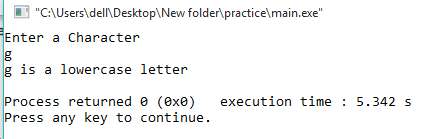 "C:\Users\dell\Desktop\New folder\practice\main.exe"
Enter a Character
g
g is a lowercase letter
Process returned 0 (0x0)   execution time : 5.342 s
Press any key to continue.